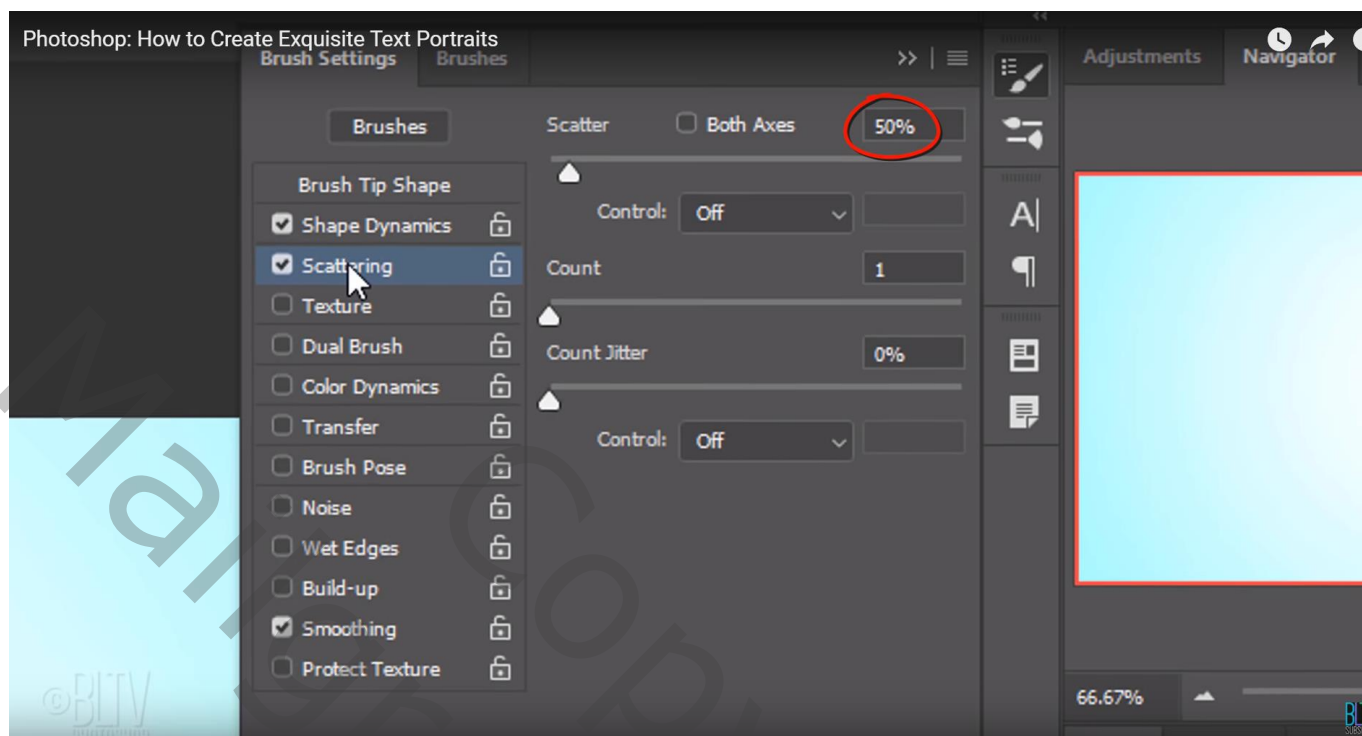 Photoshop: How to Create Exquisite Text Portraits
Brush Settings Brushes
Adjustments Navigator
Brushes
Scatter Both Axes 50%
Brush Tip Shape
Shape Dynamics
Control: Off
Scattering
Count 1
Texture
Dual Brush
Count Jitter 0%
Color Dynamics
Transfer
Control: Off
Brush Pose
Noise
Wet Edges
Build-up
Smoothing
Protect Texture
66.67%
©BLTV
PHOTOSHOP